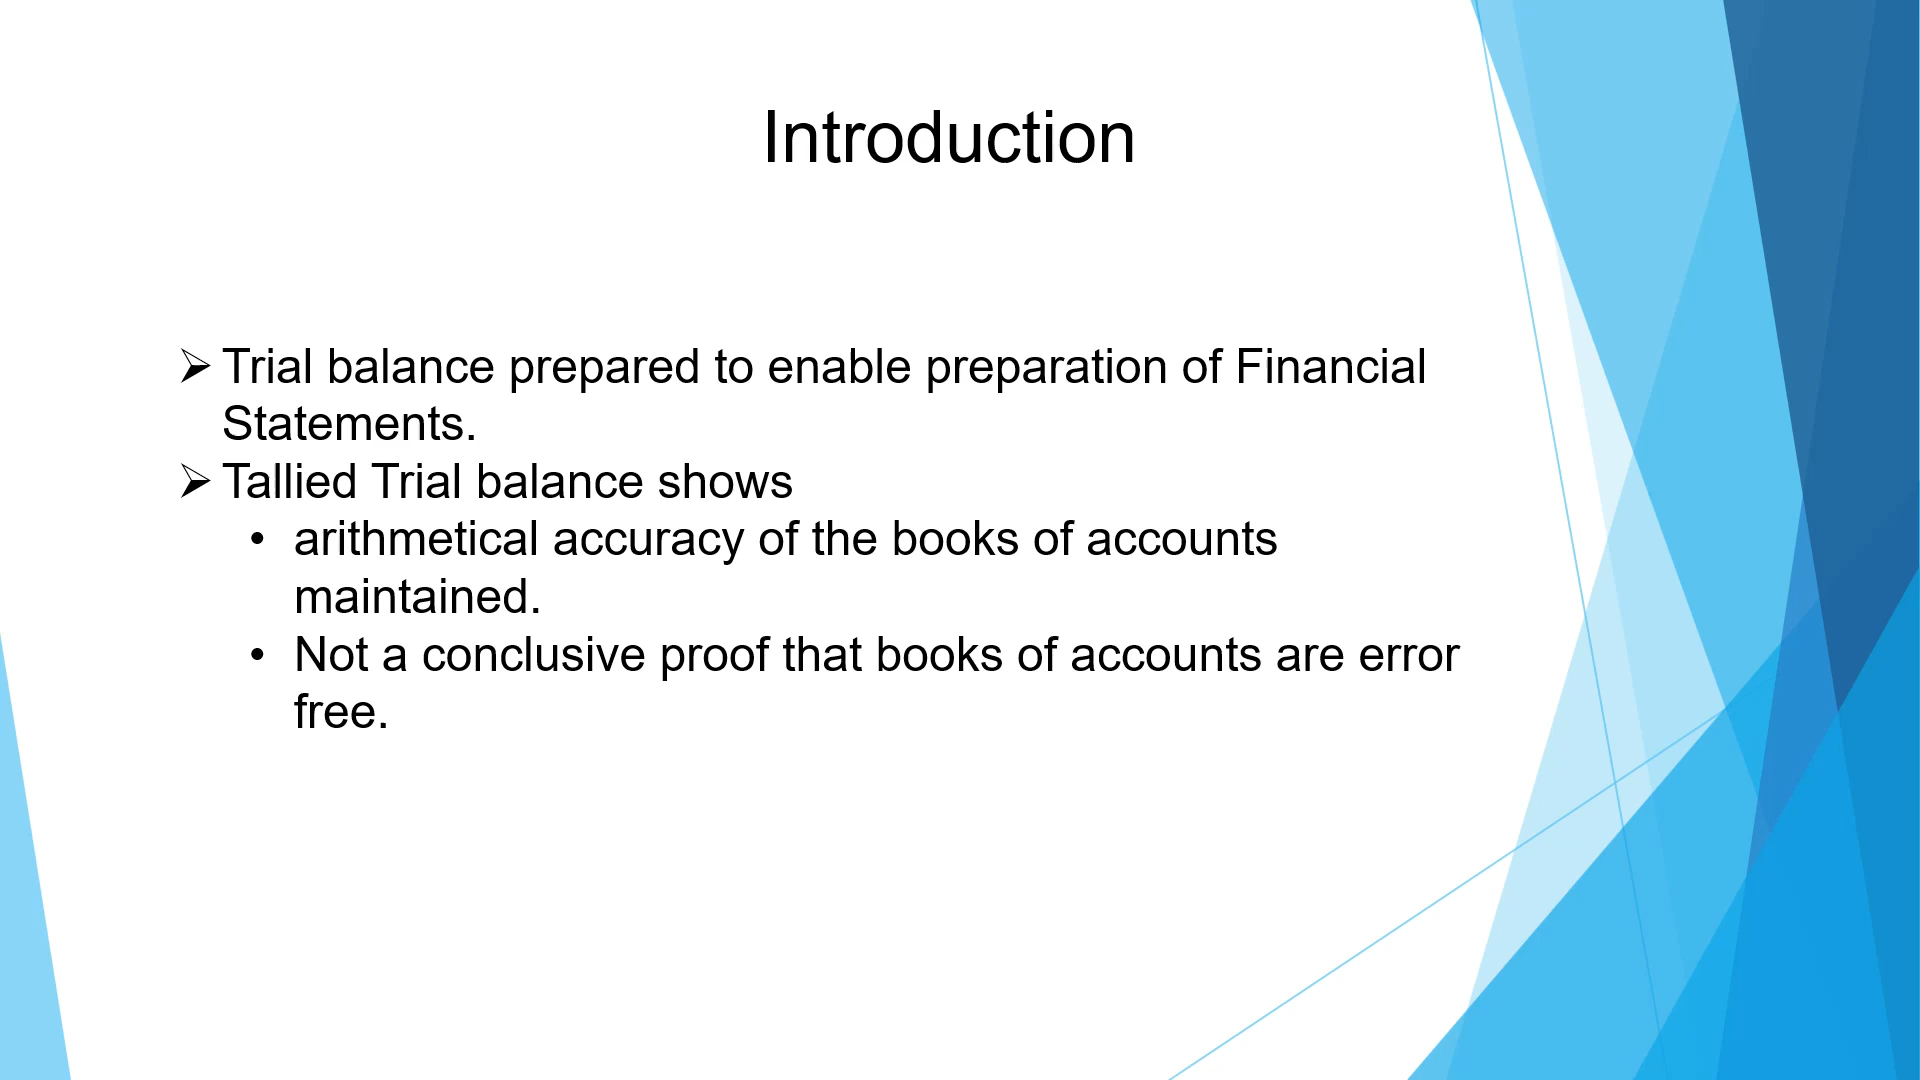 Introduction
➢ Trial balance prepared to enable preparation of Financial
Statements.
➢ Tallied Trial balance shows
• arithmetical accuracy of the books of accounts
maintained.
• Not a conclusive proof that books of accounts are error
free.